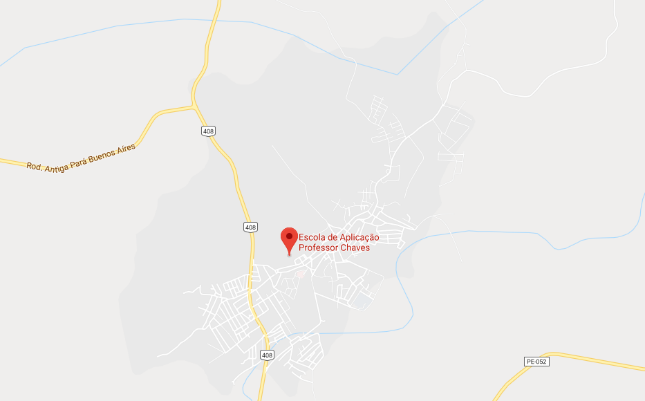 408
Rod. Antiga Para Buenos Aires
408
Escola de Aplicação
Professor Chaves
408
PE-052